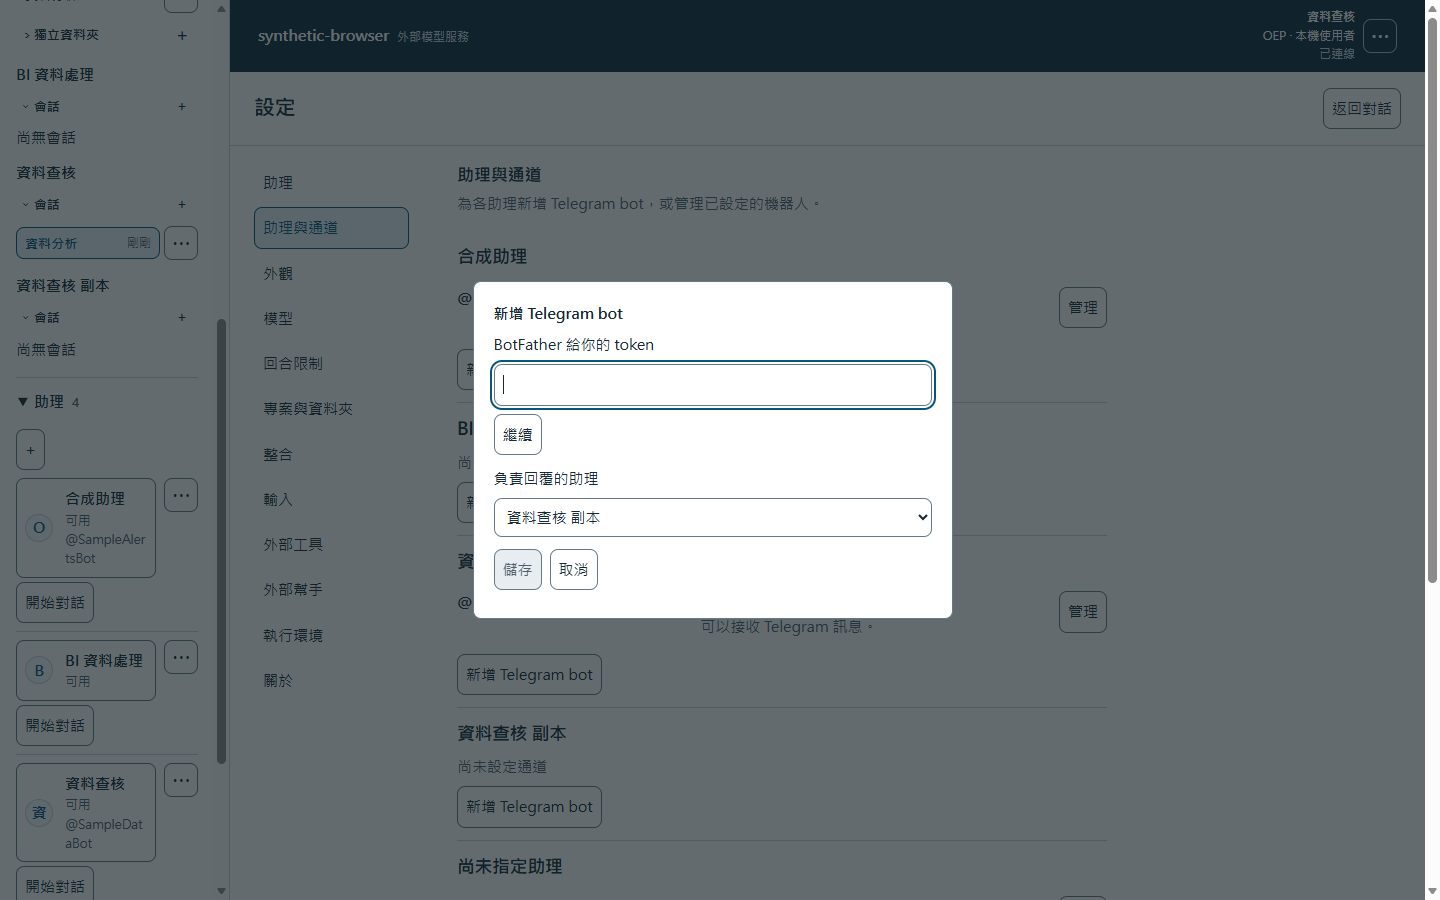 獨立資料夾
+
BI 資料處理
會話
+
尚無會話
資料查核
會話
+
資料分析
剛剛
資料查核 副本
會話
+
尚無會話
助理 4
+
O
合成助理
可用
@SampleAler
tsBot
開始對話
B
BI 資料處理
可用
開始對話
資
資料查核
可用
@SampleDat
aBot
開始對話
synthetic-browser 外部模型服務
資料查核
OEP · 本機使用者
已連線
設定
返回對話
助理
助理與通道
外觀
模型
回合限制
專案與資料夾
整合
輸入
外部工具
外部幫手
執行環境
關於
助理與通道
為各助理新增 Telegram bot，或管理已設定的機器人。
合成助理
@
管理
新
BI
尚
新
資
@
管理
可以接收 Telegram 訊息。
新增 Telegram bot
資料查核 副本
尚未設定通道
新增 Telegram bot
尚未指定助理
新增 Telegram bot
BotFather 給你的 token
繼續
負責回覆的助理
資料查核 副本
儲存
取消